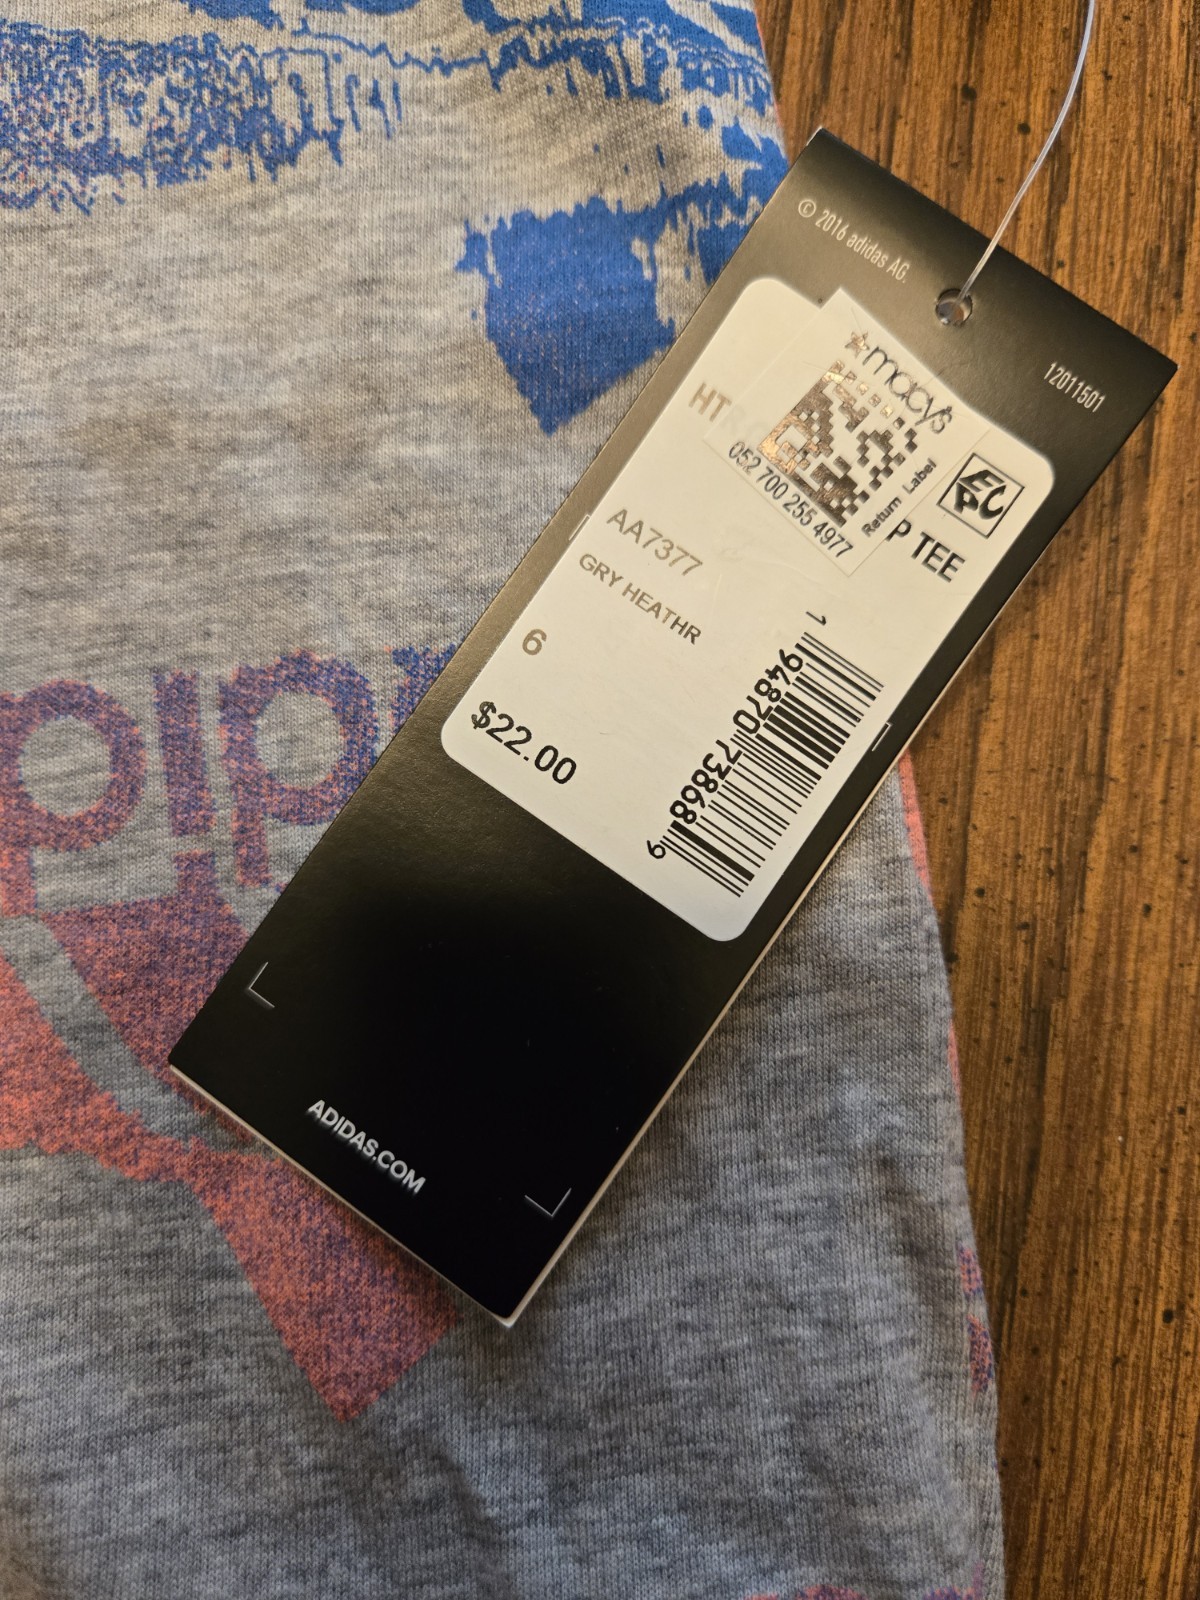 © 2016 adidas AG.
12011501
macy's
052 700 255 4977
Return Label
EPC
HT
P TEE
AA7377
GRY HEATHR
6
$22.00
1 94870 73868 9
ADIDAS.COM